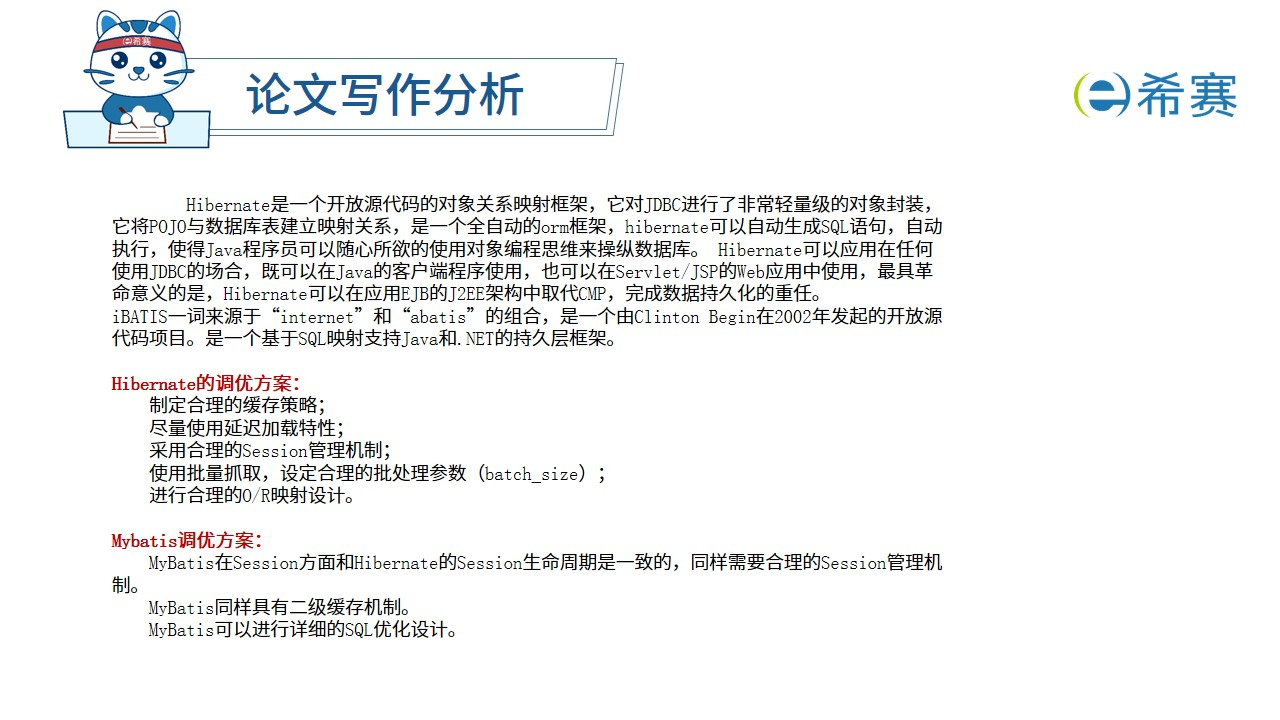 希赛
论文写作分析
希赛
Hibernate是一个开放源代码的对象关系映射框架，它对JDBC进行了非常轻量级的对象封装，
它将POJO与数据库表建立映射关系，是一个全自动的orm框架，hibernate可以自动生成SQL语句，自动
执行，使得Java程序员可以随心所欲的使用对象编程思维来操纵数据库。 Hibernate可以应用在任何
使用JDBC的场合，既可以在Java的客户端程序使用，也可以在Servlet/JSP的Web应用中使用，最具革
命意义的是，Hibernate可以在应用EJB的J2EE架构中取代CMP，完成数据持久化的重任。
iBATIS一词来源于“internet”和“abatis”的组合，是一个由Clinton Begin在2002年发起的开放源
代码项目。是一个基于SQL映射支持Java和.NET的持久层框架。
Hibernate的调优方案：
制定合理的缓存策略；
尽量使用延迟加载特性；
采用合理的Session管理机制；
使用批量抓取，设定合理的批处理参数（batch_size）；
进行合理的O/R映射设计。
Mybatis调优方案：
MyBatis在Session方面和Hibernate的Session生命周期是一致的，同样需要合理的Session管理机
制。
MyBatis同样具有二级缓存机制。
MyBatis可以进行详细的SQL优化设计。